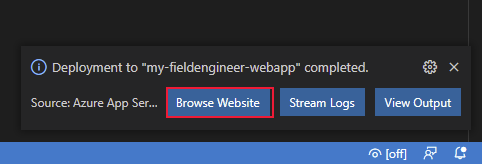 Deployment to "my-fieldengineer-webapp" completed.
Source: Azure App Ser... Browse Website Stream Logs View Output
[off]